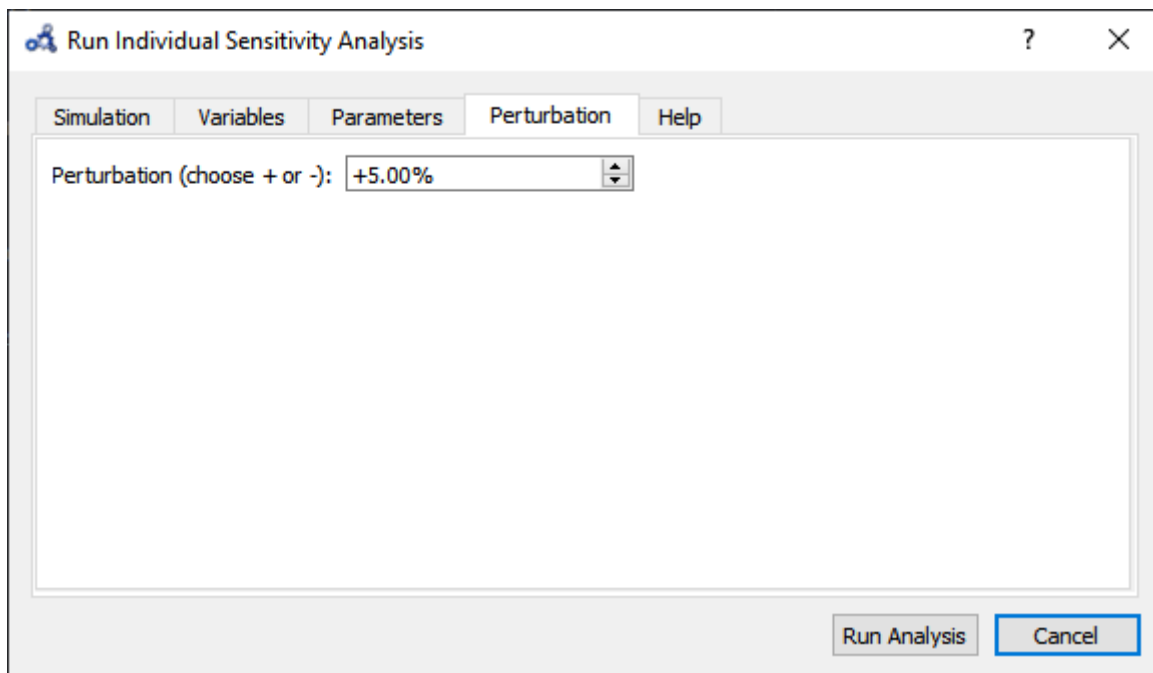 Run Individual Sensitivity Analysis ?
Simulation Variables Parameters Perturbation Help
Perturbation (choose + or -): +5.00%
Run Analysis Cancel